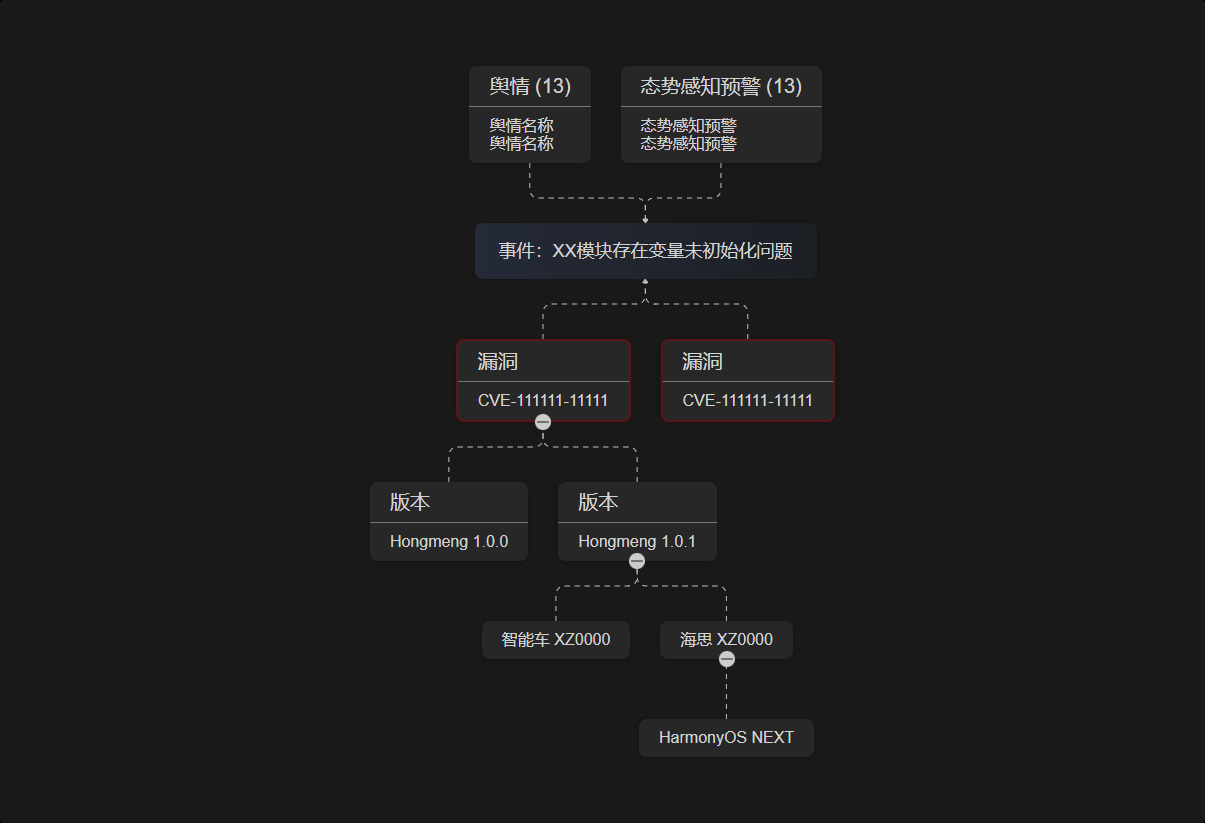 舆情 (13)
态势感知预警 (13)
舆情名称
舆情名称
态势感知预警
态势感知预警
事件：XX模块存在变量未初始化问题
漏洞
CVE-111111-11111
漏洞
CVE-111111-11111
版本
Hongmeng 1.0.0
版本
Hongmeng 1.0.1
智能车 XZ0000
海思 XZ0000
HarmonyOS NEXT